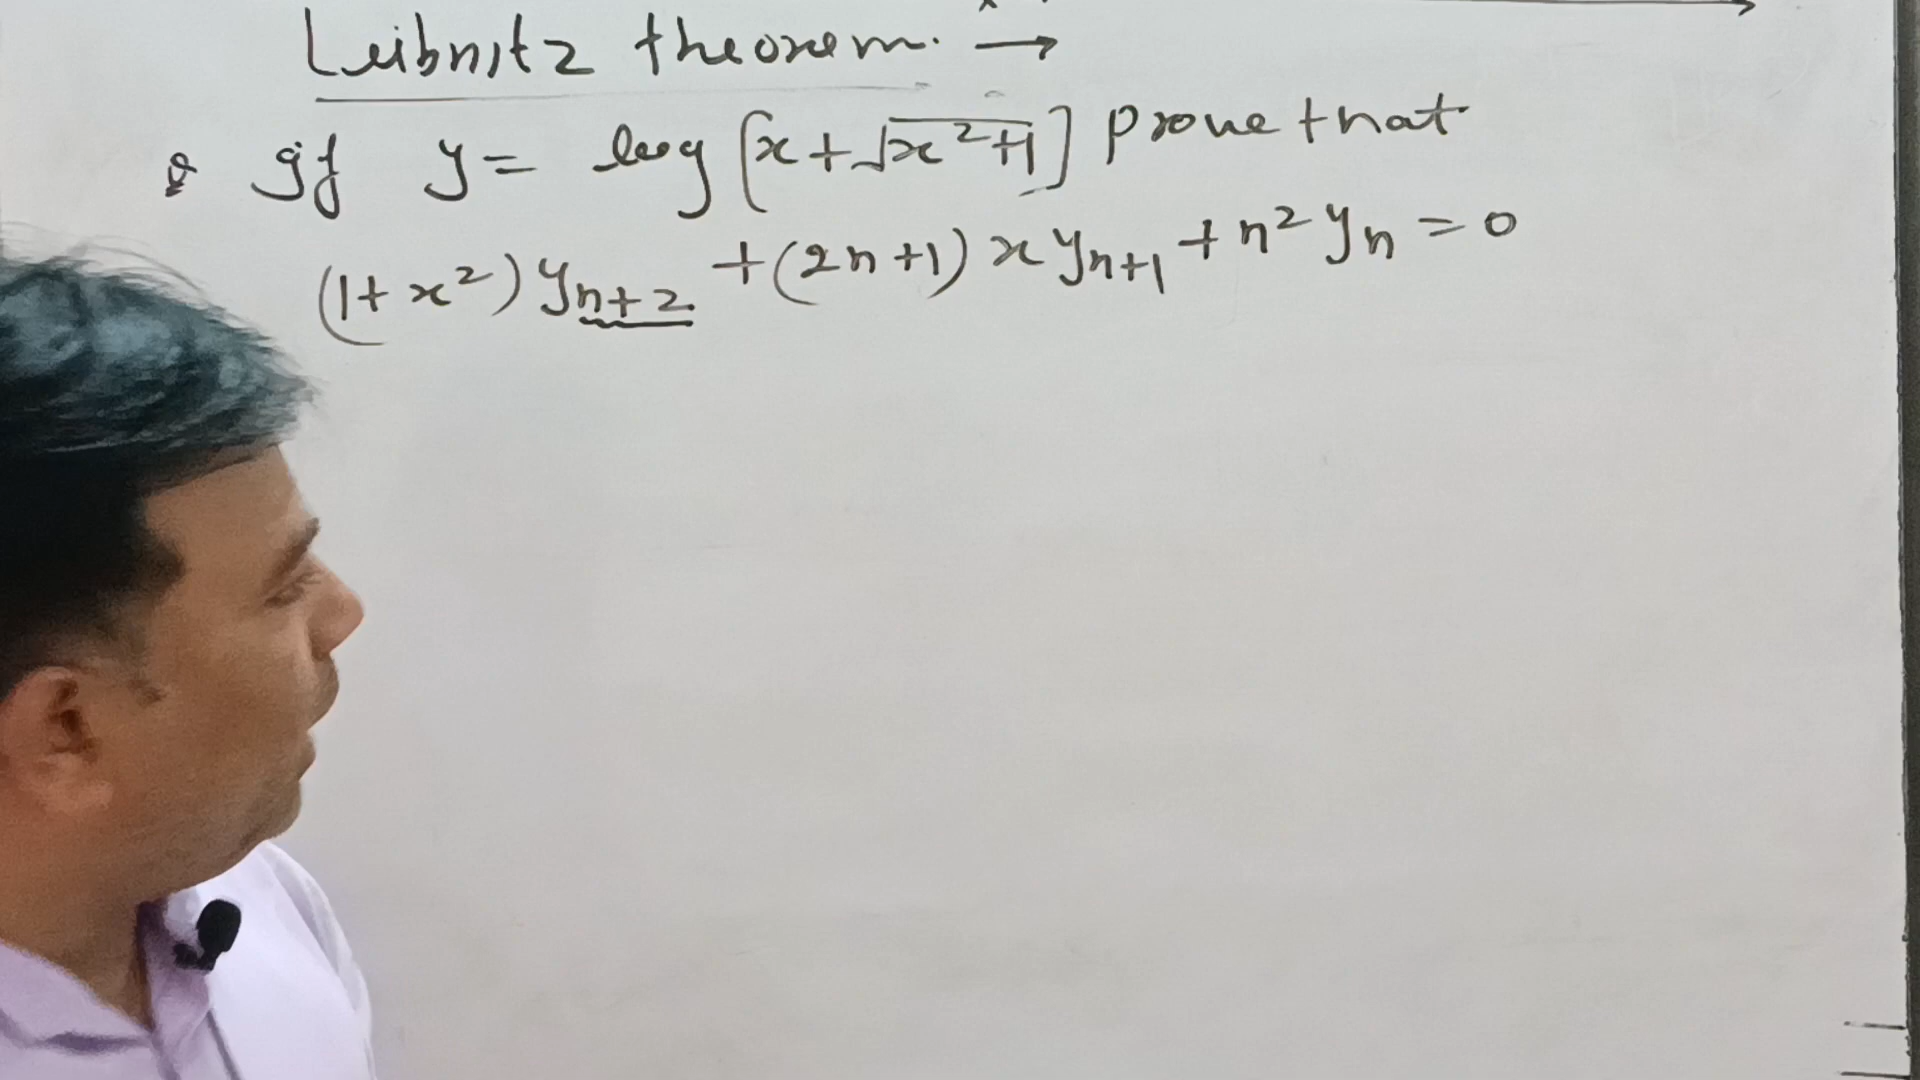 Leibnitz theorem. →
Q If y = log [x + √x²+1] prove that
(1+x²) yn+2 + (2n+1) x yn+1 + n² yn = 0